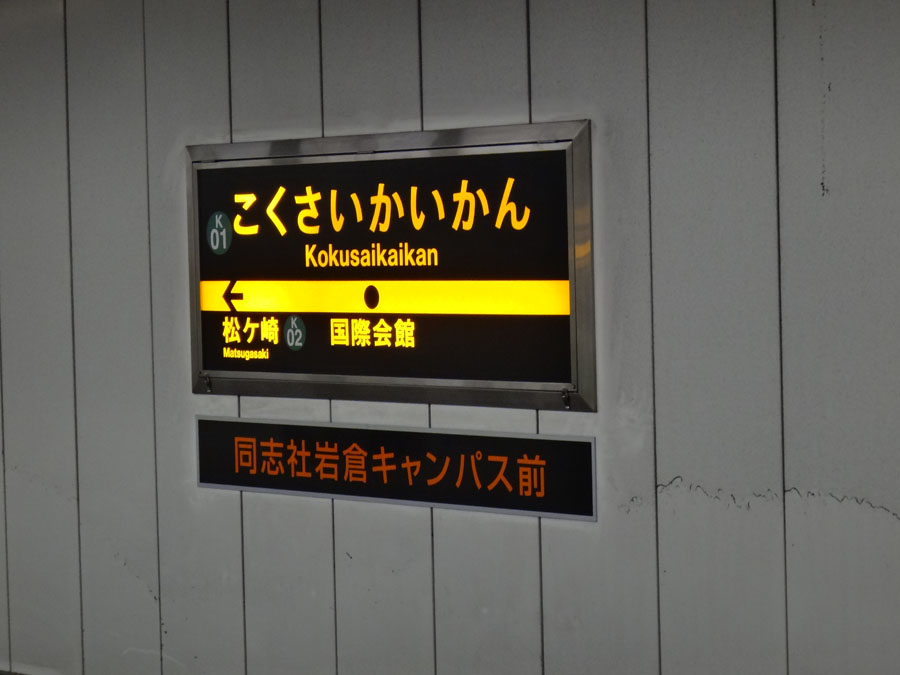 K
01
こくさいかいかん
Kokusaikaikan
松ケ崎
K
02
国際会館
Matsugasaki
同志社岩倉キャンパス前